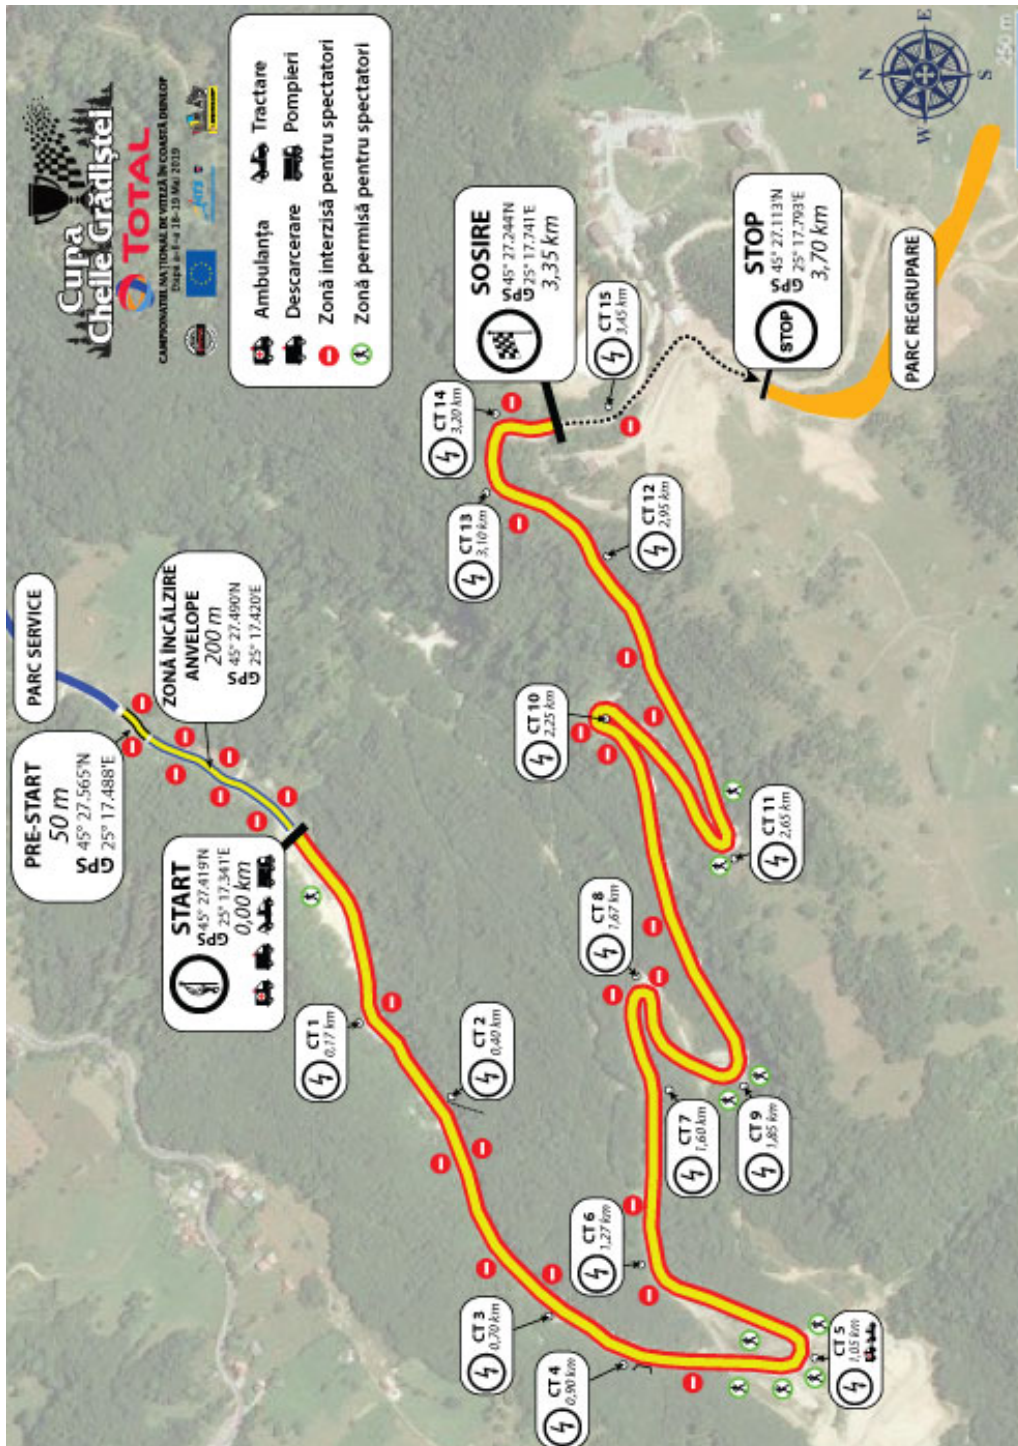 Cupa
Cheile Grădiștei
TOTAL
CAMPIONATUL NAȚIONAL DE VITEZĂ ÎN COASTĂ DUNLOP
Etapa a-II-a 18-19 Mai 2019
Ambulanța
Tractare
Descarcerare
Pompieri
Zonă interzisă pentru spectatori
Zonă permisă pentru spectatori
N
E
S
W
250 m
PARC SERVICE
PRE-START
50 m
GPS 45° 27.565'N
25° 17.488'E
ZONĂ ÎNCĂLZIRE
ANVELOPE
200 m
GPS 45° 27.490'N
25° 17.420'E
START
GPS 45° 27.419'N
25° 17.341'E
0,00 km
CT 1
0,17 km
CT 2
0,40 km
CT 3
0,70 km
CT 4
0,90 km
CT 5
1,05 km
CT 6
1,27 km
CT 7
1,60 km
CT 8
1,67 km
CT 9
1,85 km
CT 10
2,25 km
CT 11
2,65 km
CT 12
2,95 km
CT 13
3,10 km
CT 14
3,20 km
SOSIRE
GPS 45° 27.244'N
25° 17.741'E
3,35 km
CT 15
3,45 km
STOP
STOP
GPS 45° 27.113'N
25° 17.793'E
3,70 km
PARC REGRUPARE